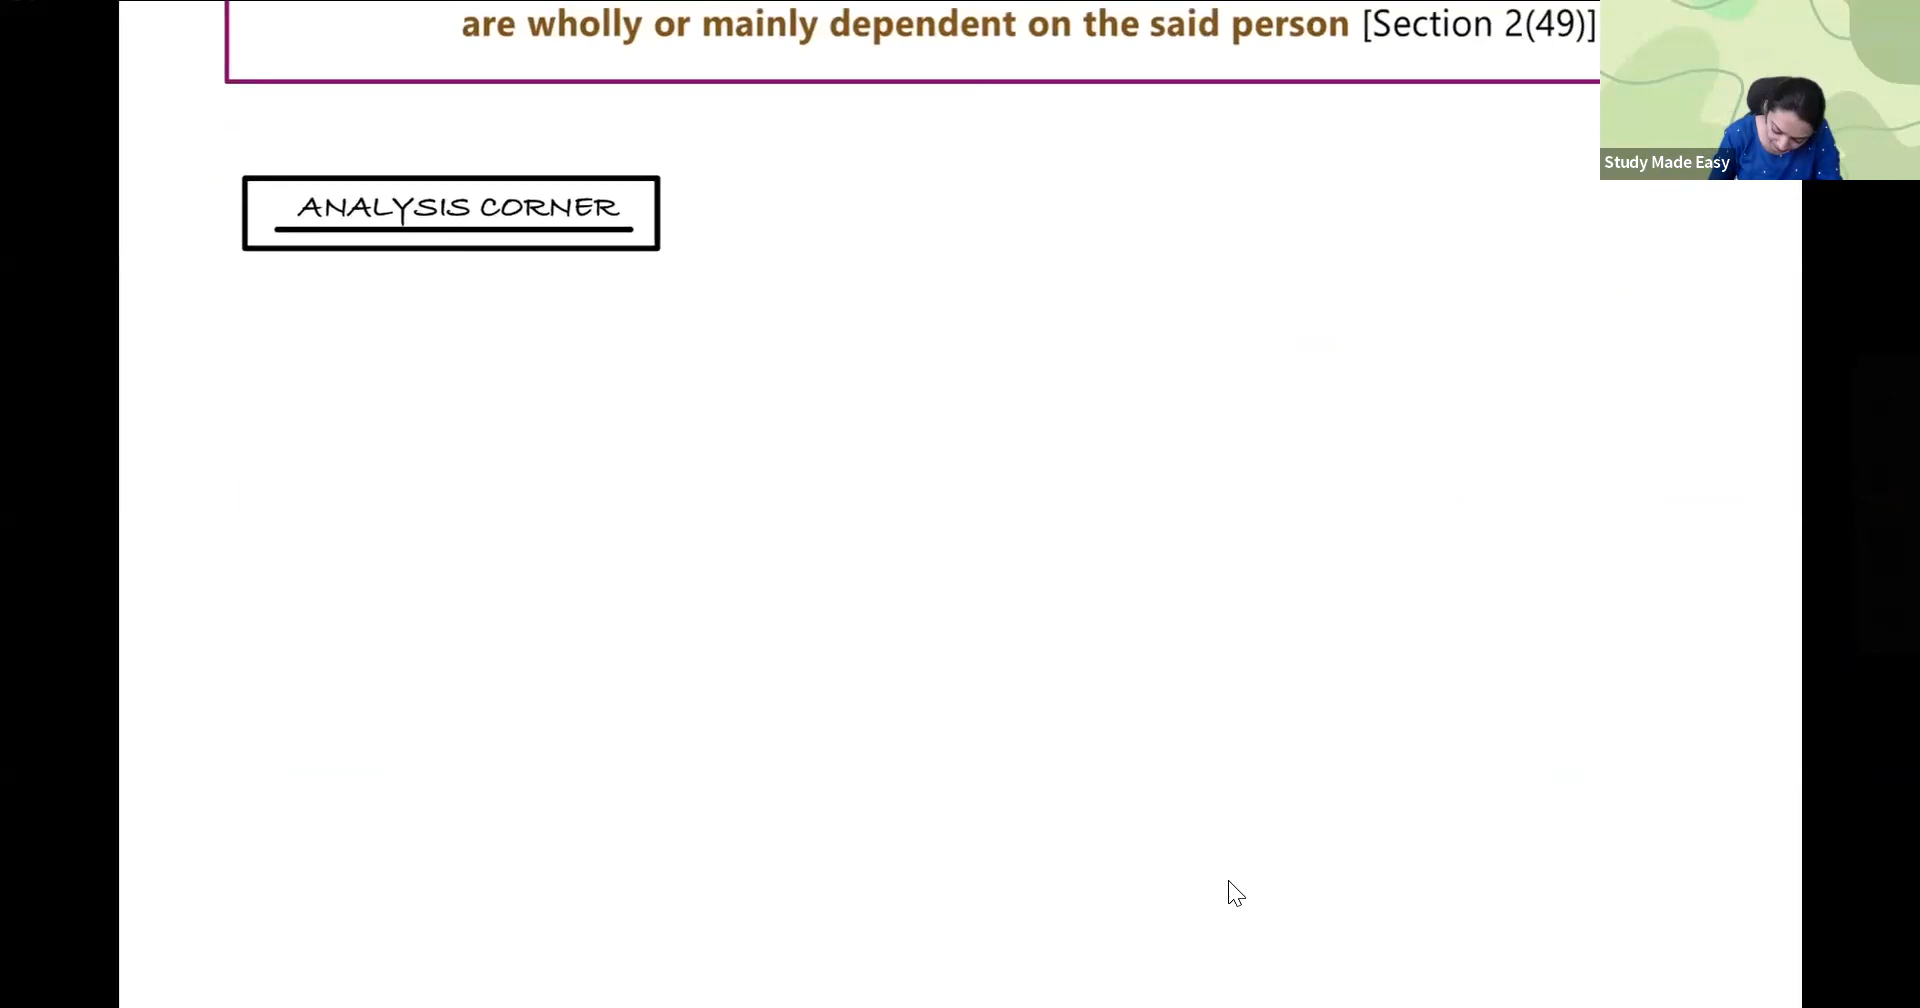 are wholly or mainly dependent on the said person [Section 2(49)]
Study Made Easy
ANALYSIS CORNER